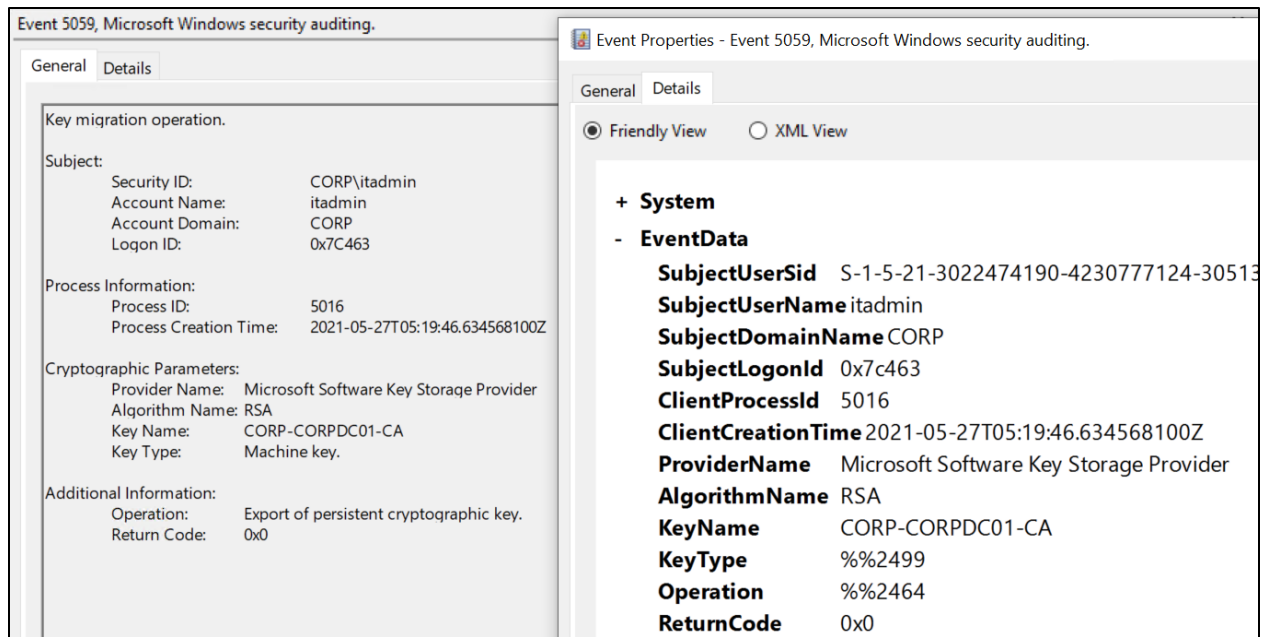 Event 5059, Microsoft Windows security auditing.
General Details
Key migration operation.
Subject:
Security ID: CORP\itadmin
Account Name: itadmin
Account Domain: CORP
Logon ID: 0x7C463
Process Information:
Process ID: 5016
Process Creation Time: 2021-05-27T05:19:46.634568100Z
Cryptographic Parameters:
Provider Name: Microsoft Software Key Storage Provider
Algorithm Name: RSA
Key Name: CORP-CORPDC01-CA
Key Type: Machine key.
Additional Information:
Operation: Export of persistent cryptographic key.
Return Code: 0x0
Event Properties - Event 5059, Microsoft Windows security auditing.
General Details
Friendly View XML View
+ System
- EventData
SubjectUserSid S-1-5-21-3022474190-4230777124-30513
SubjectUserName itadmin
SubjectDomainName CORP
SubjectLogonId 0x7c463
ClientProcessId 5016
ClientCreationTime 2021-05-27T05:19:46.634568100Z
ProviderName Microsoft Software Key Storage Provider
AlgorithmName RSA
KeyName CORP-CORPDC01-CA
KeyType %%2499
Operation %%2464
ReturnCode 0x0